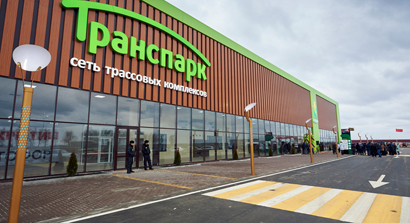 Транспарк
сеть трассовых комплексов